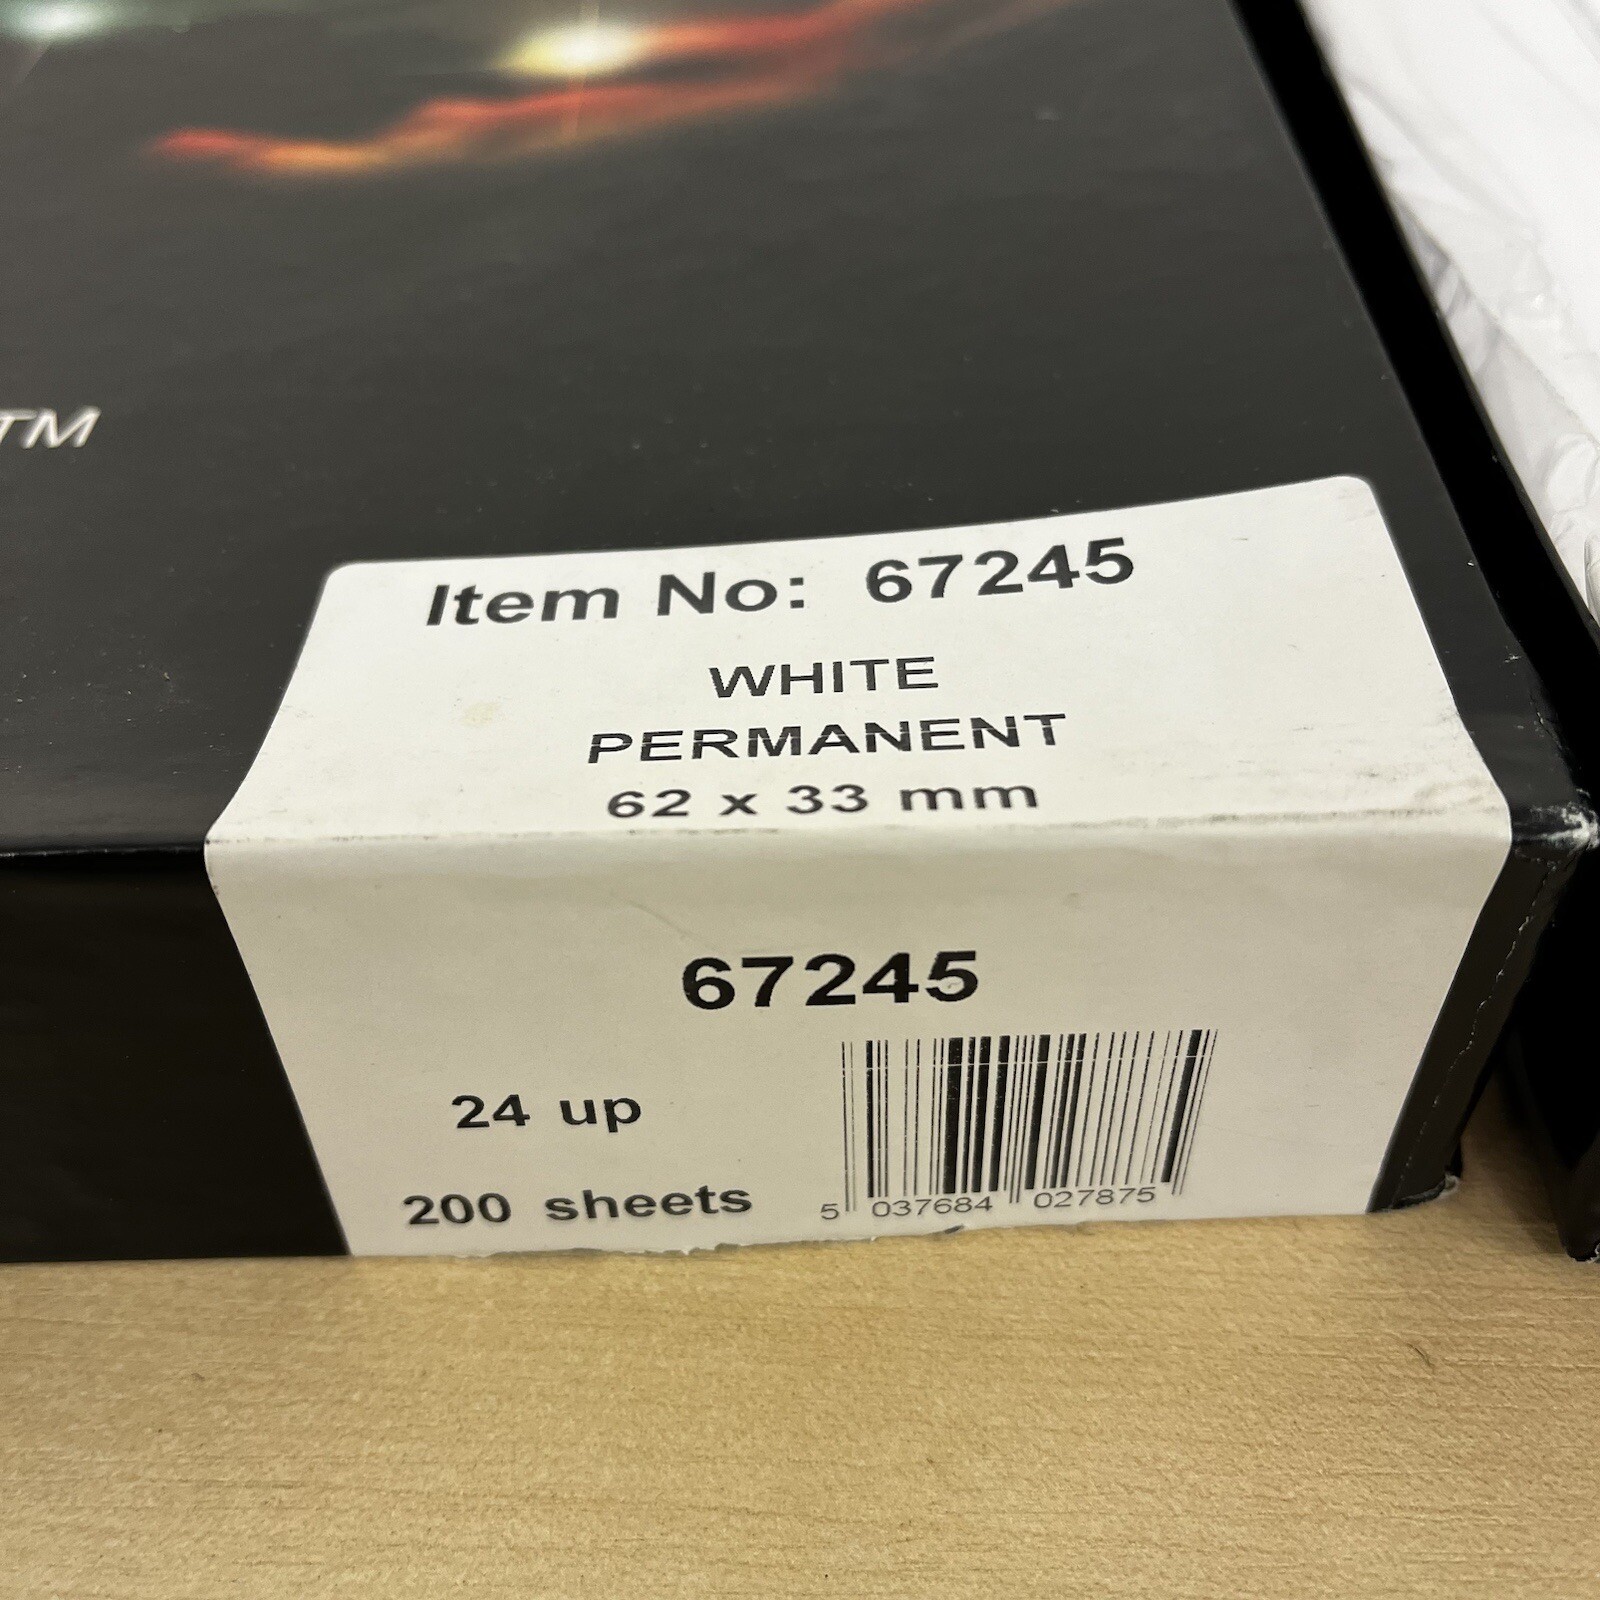 TM
Item No: 67245
WHITE
PERMANENT
62 x 33 mm
67245
24 up
200 sheets
5 037684 027875